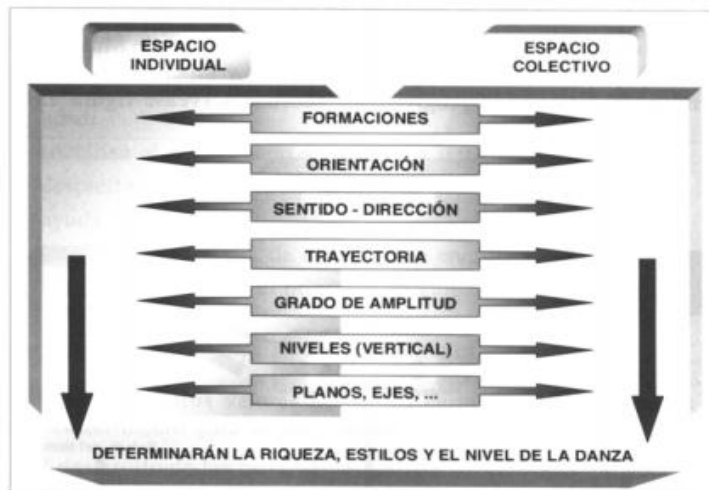 ESPACIO
INDIVIDUAL
ESPACIO
COLECTIVO
FORMACIONES
ORIENTACIÓN
SENTIDO - DIRECCIÓN
TRAYECTORIA
GRADO DE AMPLITUD
NIVELES (VERTICAL)
PLANOS, EJES, ...
DETERMINARÁN LA RIQUEZA, ESTILOS Y EL NIVEL DE LA DANZA